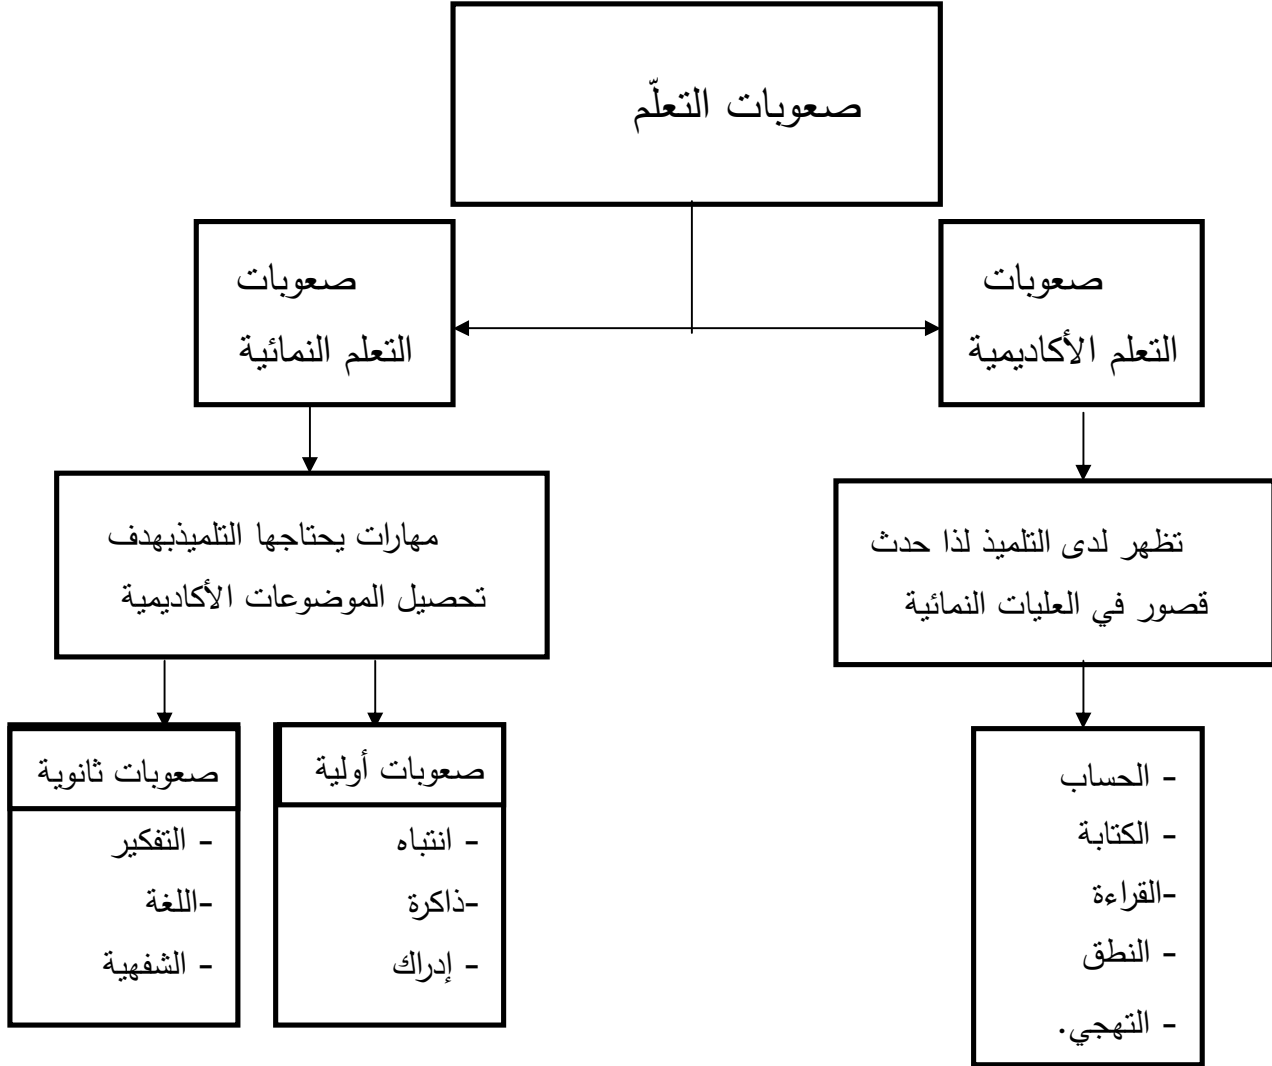 صعوبات التعلّم
صعوبات
التعلم الأكاديمية
صعوبات
التعلم النمائية
تظهر لدى التلميذ لذا حدث
قصور في العليات النمائية
مهارات يحتاجها التلميذبهدف
تحصيل الموضوعات الأكاديمية
- الحساب
- الكتابة
-القراءة
- النطق
- التهجي.
صعوبات أولية
- انتباه
-ذاكرة
- إدراك
صعوبات ثانوية
- التفكير
-اللغة
- الشفهية